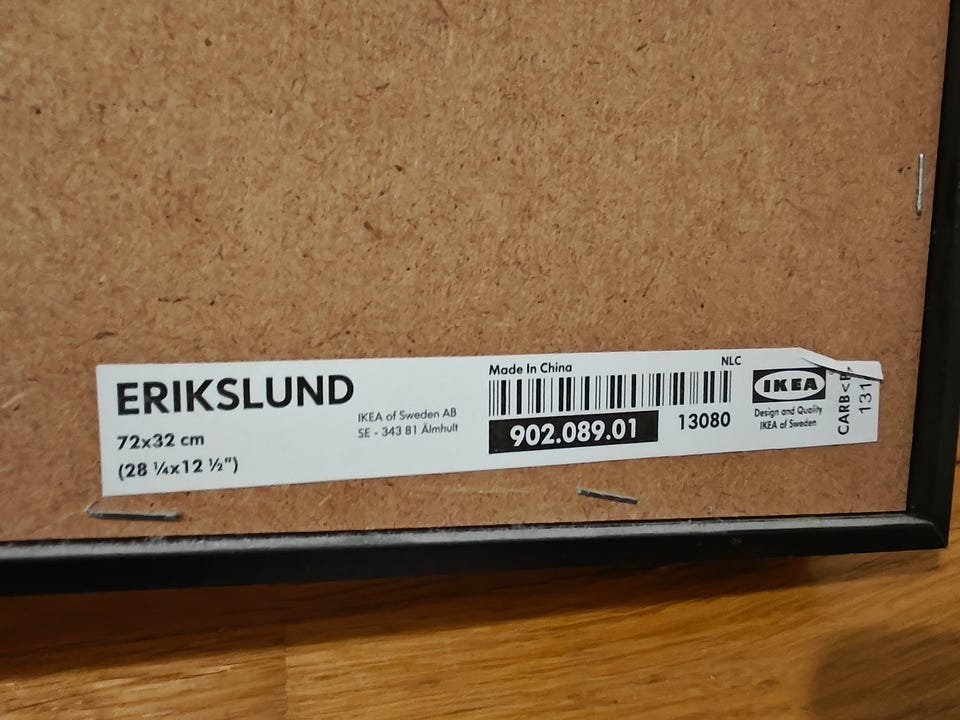 ERIKSLUND
72x32 cm
(28 ¼x12 ½")
IKEA of Sweden AB
SE - 343 81 Älmhult
Made In China
NLC
902.089.01
13080
IKEA
Design and Quality
IKEA of Sweden